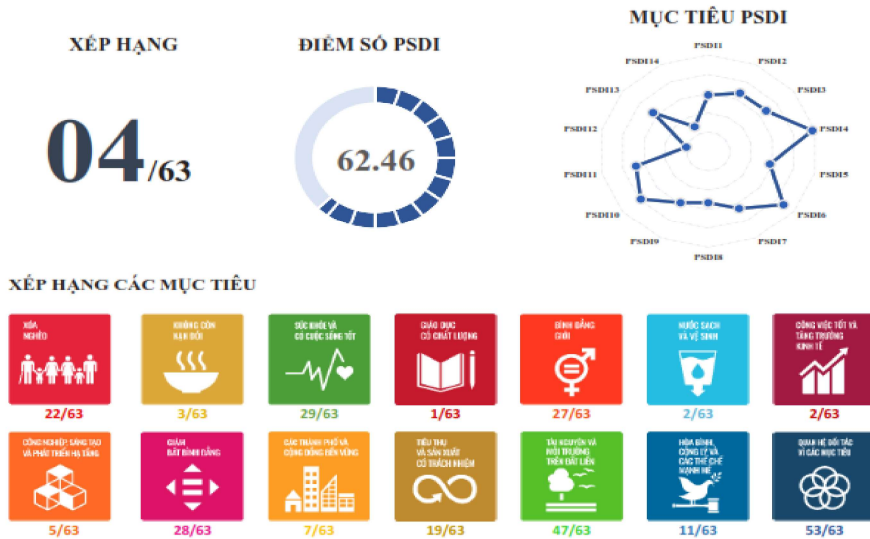 XẾP HẠNG
04/63
ĐIỂM SỐ PSDI
62.46
MỤC TIÊU PSDI
PSDI1
PSDI2
PSDI3
PSDI4
PSDI5
PSDI6
PSDI7
PSDI8
PSDI9
PSDI10
PSDI11
PSDI12
PSDI13
PSDI14
XẾP HẠNG CÁC MỤC TIÊU
XÓA
NGHÈO
22/63
KHÔNG CÒN
NẠN ĐÓI
3/63
SỨC KHỎE VÀ
CÓ CUỘC SỐNG TỐT
29/63
GIÁO DỤC
CÓ CHẤT LƯỢNG
1/63
BÌNH ĐẲNG
GIỚI
27/63
NƯỚC SẠCH
VÀ VỆ SINH
2/63
CÔNG VIỆC TỐT VÀ
TĂNG TRƯỞNG
KINH TẾ
2/63
CÔNG NGHIỆP, SÁNG TẠO
VÀ PHÁT TRIỂN HẠ TẦNG
5/63
GIẢM
BẤT BÌNH ĐẲNG
28/63
CÁC THÀNH PHỐ VÀ
CỘNG ĐỒNG BỀN VỮNG
7/63
TIÊU THỤ
VÀ SẢN XUẤT
CÓ TRÁCH NHIỆM
19/63
TÀI NGUYÊN VÀ
MÔI TRƯỜNG
TRÊN ĐẤT LIỀN
47/63
HÒA BÌNH,
CÔNG LÝ VÀ
CÁC THỂ CHẾ
MẠNH MẼ
11/63
QUAN HỆ ĐỐI TÁC
VÌ CÁC MỤC TIÊU
53/63